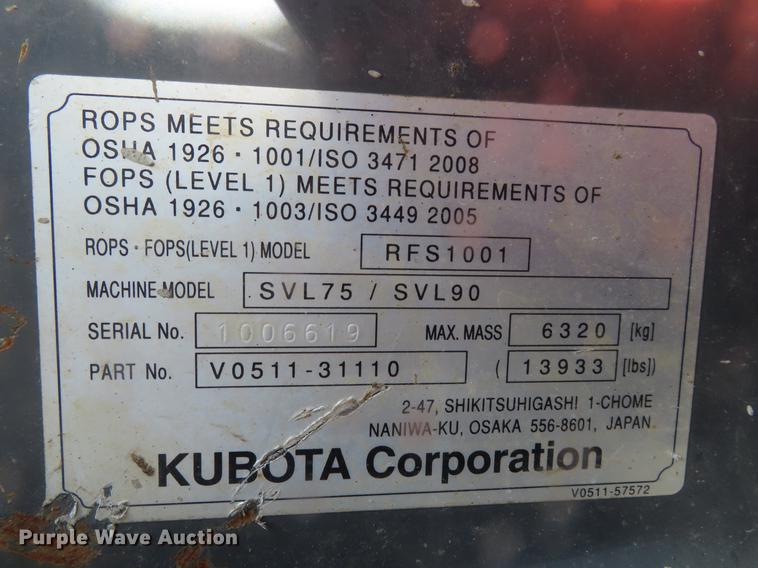 ROPS MEETS REQUIREMENTS OF
OSHA 1926 · 1001/ISO 3471 2008
FOPS (LEVEL 1) MEETS REQUIREMENTS OF
OSHA 1926 · 1003/ISO 3449 2005
ROPS · FOPS(LEVEL 1) MODEL RFS1001
MACHINE MODEL SVL75 / SVL90
SERIAL No. 1006619 MAX. MASS 6320 [kg]
PART No. V0511-31110 ( 13933 [lbs])
2-47, SHIKITSUHIGASHI 1-CHOME
NANIWA-KU, OSAKA 556-8601, JAPAN
KUBOTA Corporation
V0511-57572
Purple Wave Auction